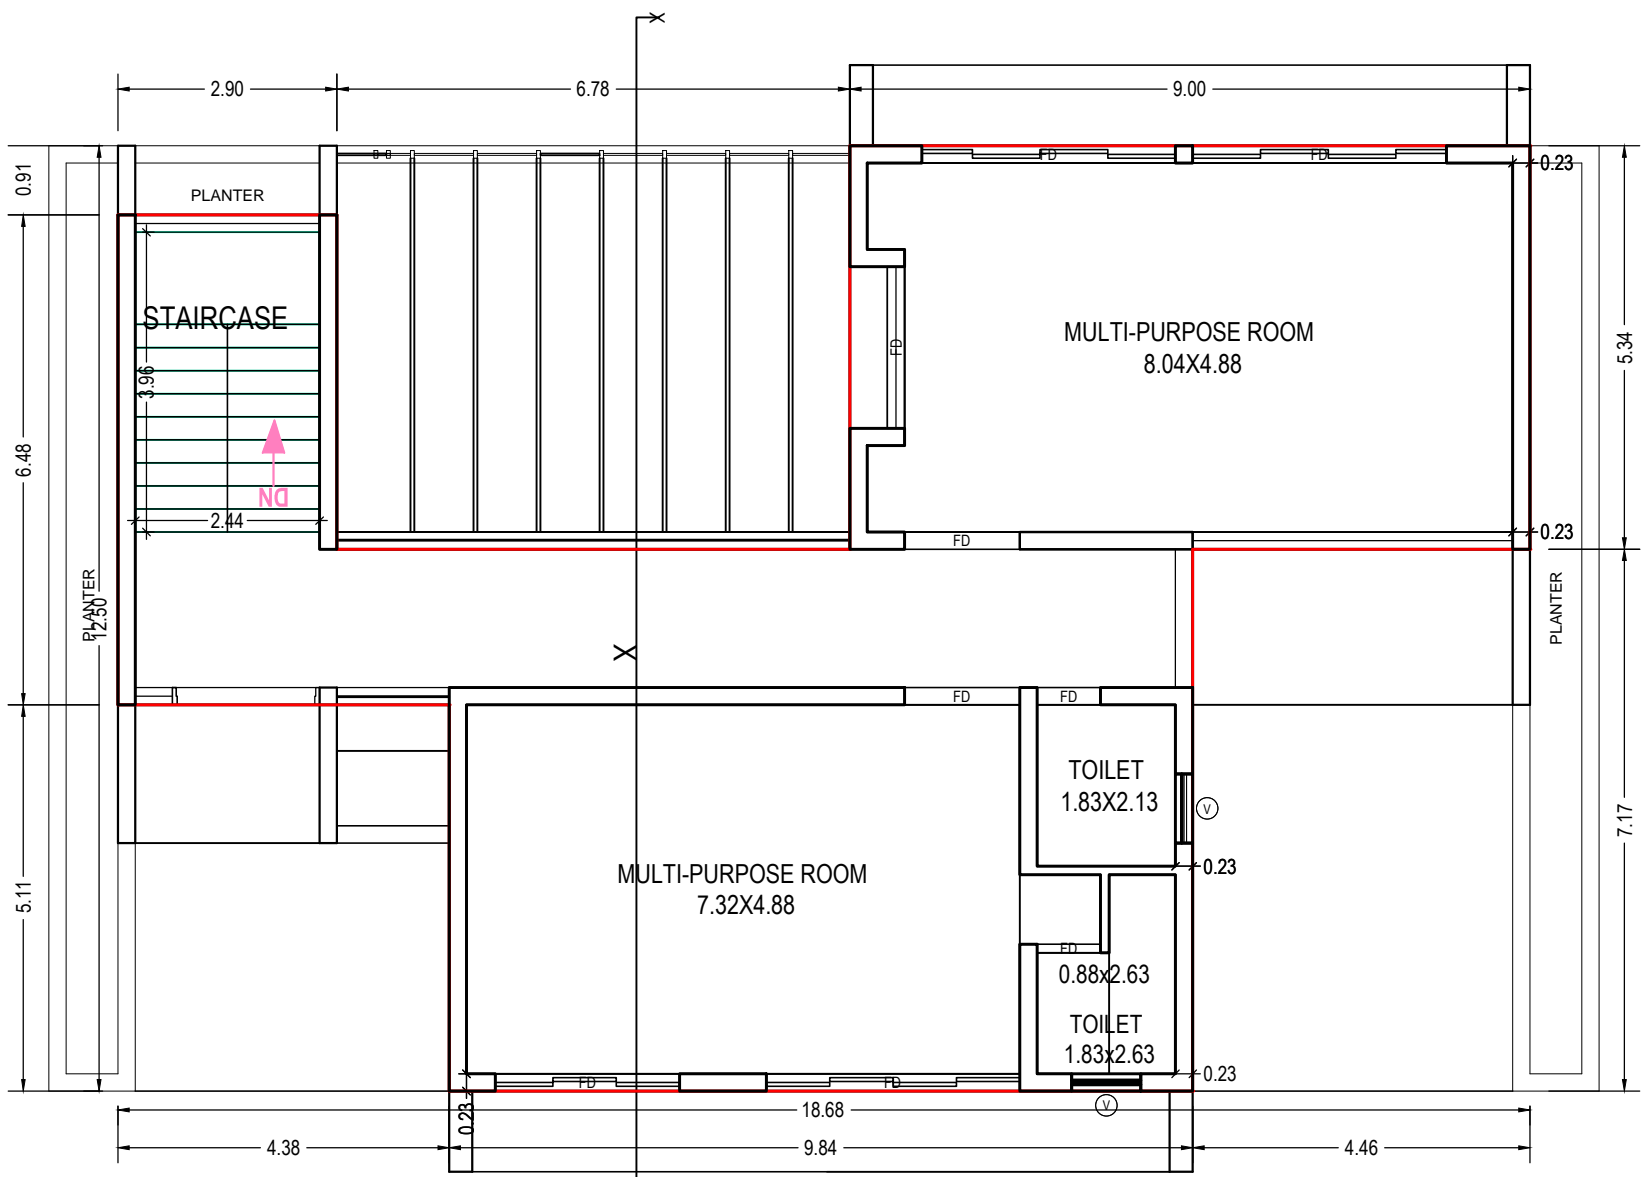 X
2.90
6.78
9.00
0.91
PLANTER
FD
FD
0.23
STAIRCASE
3.96
MULTI-PURPOSE ROOM
8.04X4.88
FD
5.34
6.48
DN
2.44
FD
0.23
PLANTER
12.50
PLANTER
X
FD
FD
TOILET
1.83X2.13
V
7.17
MULTI-PURPOSE ROOM
7.32X4.88
0.23
5.11
FD
0.88x2.63
TOILET
1.83x2.63
FD
FD
0.23
0.23
V
18.68
4.38
9.84
4.46